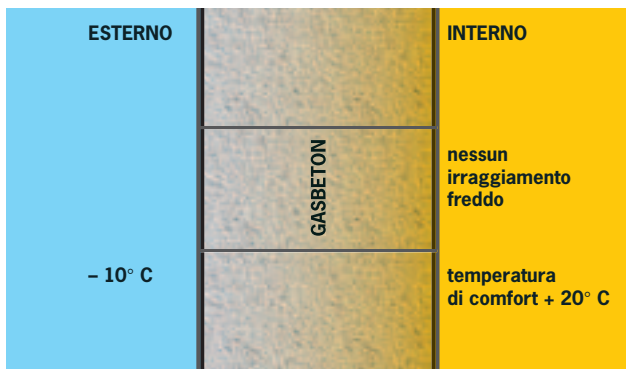 ESTERNO
INTERNO
GASBETON
nessun
irraggiamento
freddo
– 10° C
temperatura
di comfort + 20° C